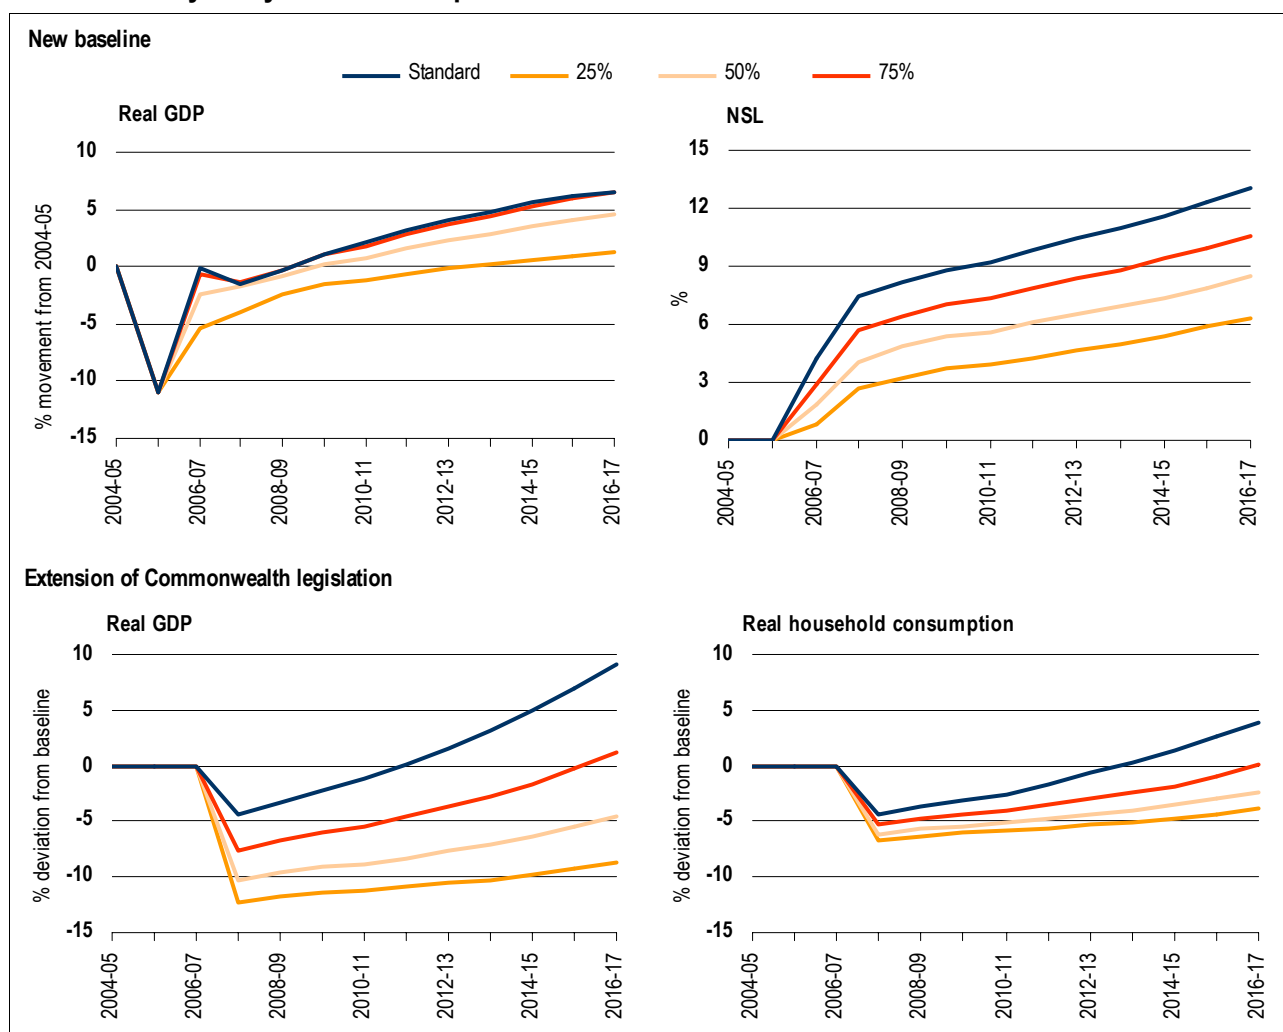 New baseline
Standard 25% 50% 75%
Real GDP
% movement from 2004-05
10
5
0
-5
-10
-15
2004-05 2006-07 2008-09 2010-11 2012-13 2014-15 2016-17
NSL
%
15
12
9
6
3
0
2004-05 2006-07 2008-09 2010-11 2012-13 2014-15 2016-17
Extension of Commonwealth legislation
Real GDP
% deviation from baseline
10
5
0
-5
-10
-15
2004-05 2006-07 2008-09 2010-11 2012-13 2014-15 2016-17
Real household consumption
% deviation from baseline
10
5
0
-5
-10
-15
2004-05 2006-07 2008-09 2010-11 2012-13 2014-15 2016-17